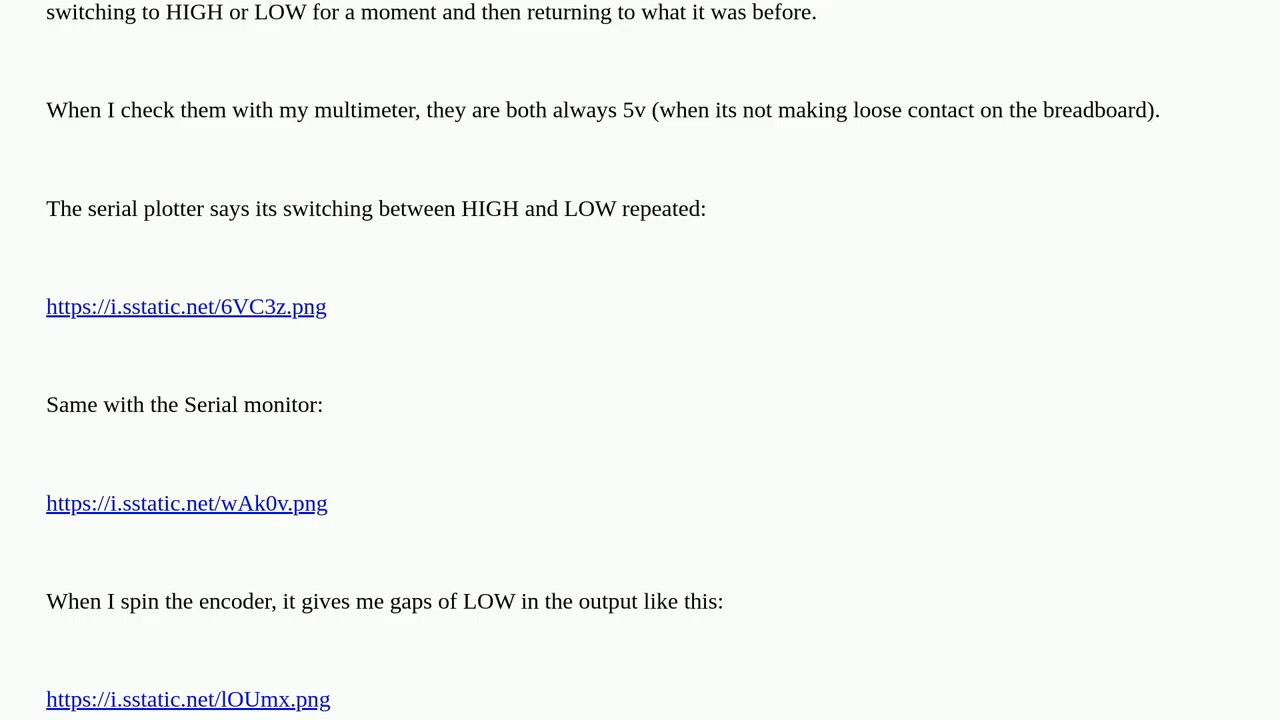 switching to HIGH or LOW for a moment and then returning to what it was before.
When I check them with my multimeter, they are both always 5v (when its not making loose contact on the breadboard).
The serial plotter says its switching between HIGH and LOW repeated:
https://i.sstatic.net/6VC3z.png
Same with the Serial monitor:
https://i.sstatic.net/wAk0v.png
When I spin the encoder, it gives me gaps of LOW in the output like this:
https://i.sstatic.net/lOUmx.png